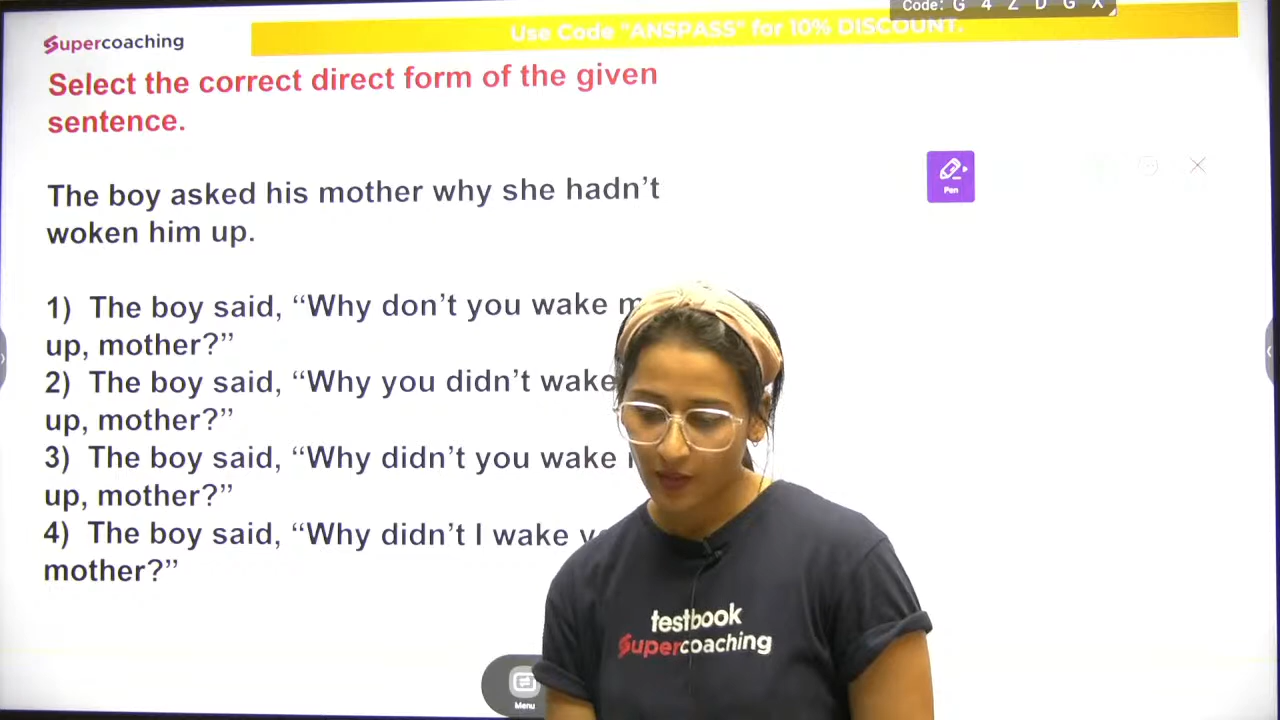 Code: G 4 Z D G X
Supercoaching
Use Code "ANSPASS" for 10% DISCOUNT.
Select the correct direct form of the given
sentence.
Pen
The boy asked his mother why she hadn't
woken him up.
1) The boy said, “Why don't you wake
up, mother?”
2) The boy said, “Why you didn't wake
up, mother?”
3) The boy said, “Why didn't you wake
up, mother?”
4) The boy said, “Why didn't I wake
mother?”
testbook
Supercoaching
Menu